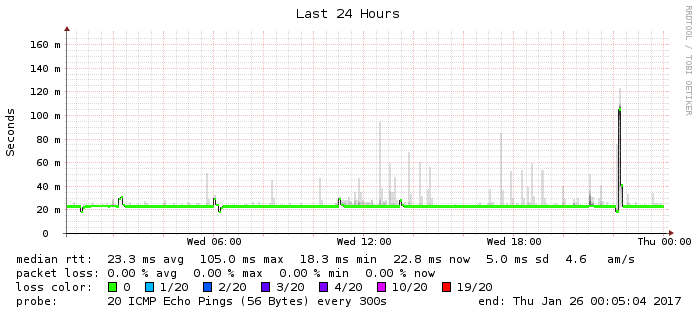 Last 24 Hours
RRDTOOL / TOBI OETIKER
Seconds
160 m
140 m
120 m
100 m
80 m
60 m
40 m
20 m
0
Wed 06:00 Wed 12:00 Wed 18:00 Thu 00:00
median rtt: 23.3 ms avg 105.0 ms max 18.3 ms min 22.8 ms now 5.0 ms sd 4.6 am/s
packet loss: 0.00 % avg 0.00 % max 0.00 % min 0.00 % now
loss color: 0 1/20 2/20 3/20 4/20 10/20 19/20
probe: 20 ICMP Echo Pings (56 Bytes) every 300s end: Thu Jan 26 00:05:04 2017